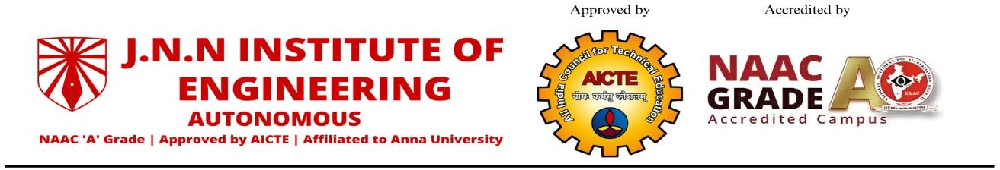 J.N.N INSTITUTE OF
ENGINEERING
AUTONOMOUS
NAAC 'A' Grade | Approved by AICTE | Affiliated to Anna University
Approved by
All India Council for Technical Education
AICTE
योगः कर्मसु कौशलम्
Accredited by
NAAC
GRADE
A
Accredited Campus